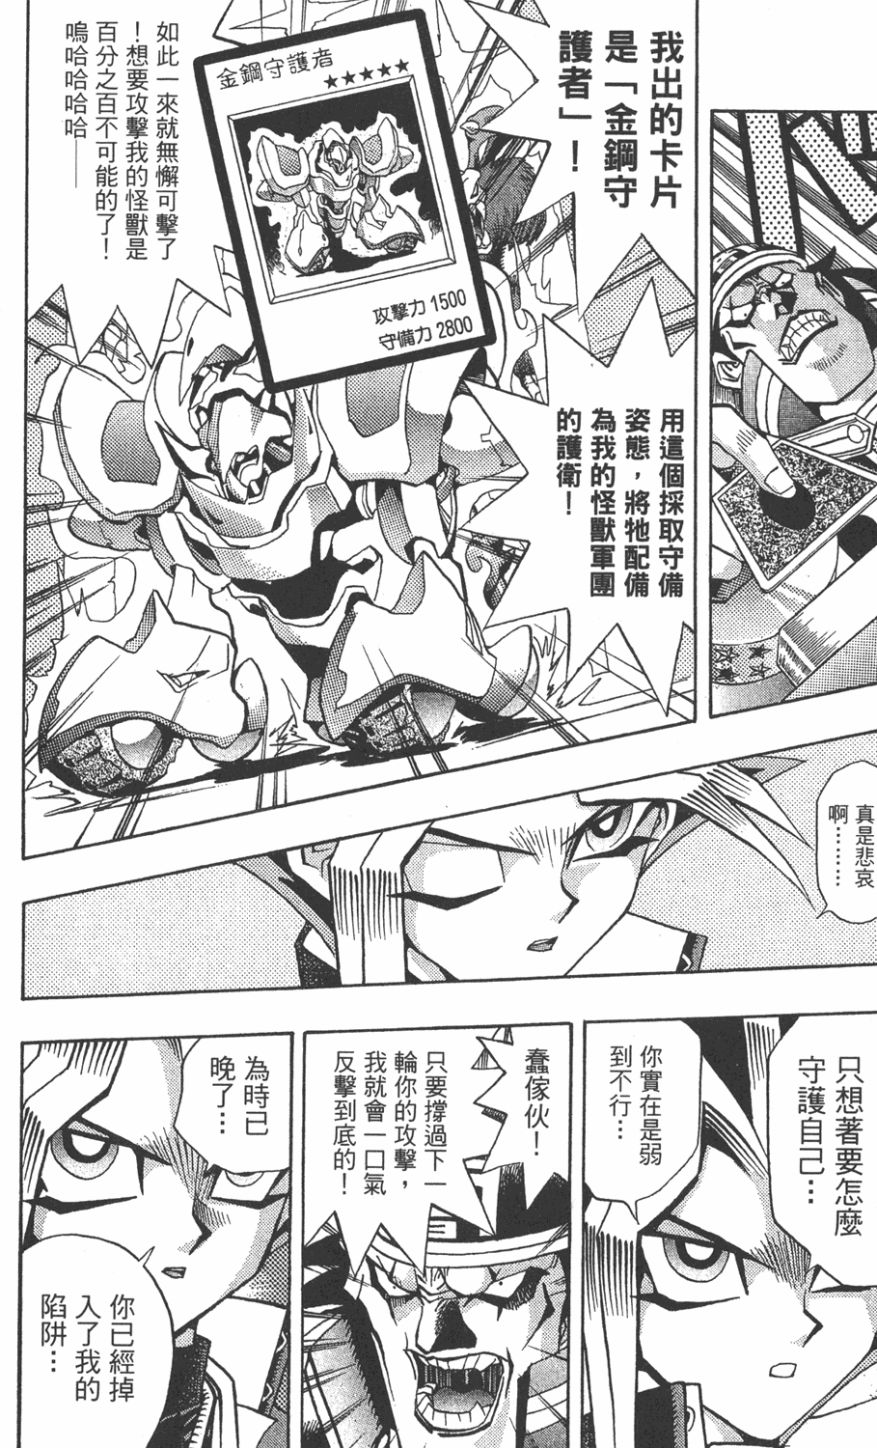 我出的卡片
是「金鋼守
護者」！
金鋼守護者
★★★★★
攻擊力 1500
守備力 2800
用這個採取守備
姿態，將牠配備
為我的怪獸軍團
的護衛！
如此一來就無懈可擊了
！想要攻擊我的怪獸是
百分之百不可能的了！
嗚哈哈哈哈──
真是悲哀
啊………
只想著要怎麼
守護自己…
你實在是弱
到不行…
蠢傢伙！
只要撐過下一
輪你的攻擊，
我就會一口氣
反擊到底的！
為時已
晚了…
你已經掉
入了我的
陷阱…